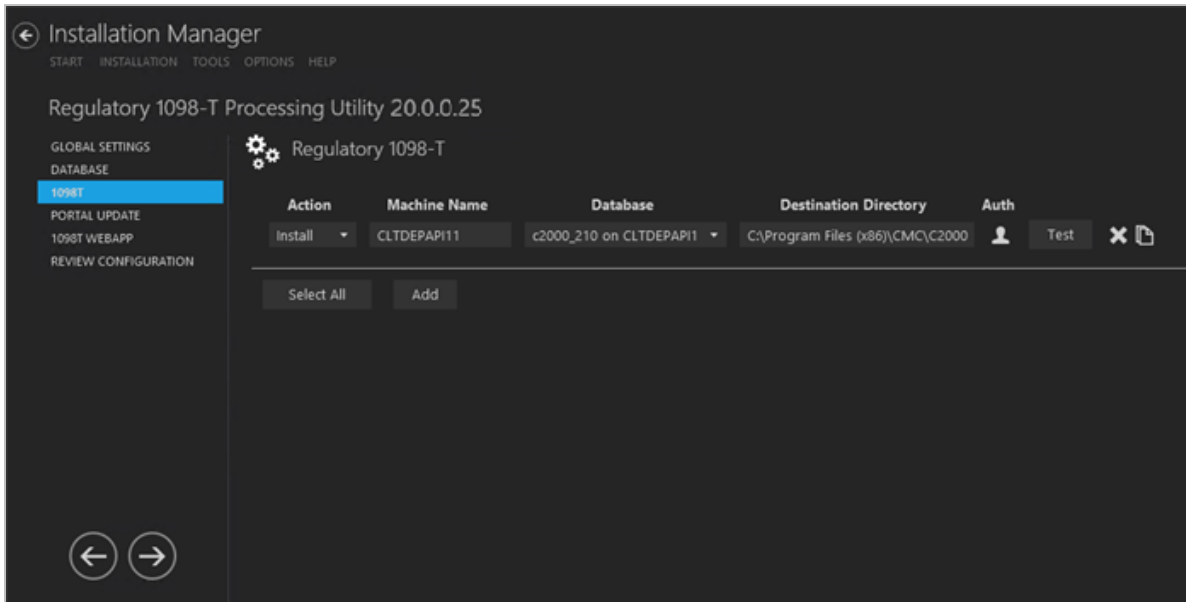 Installation Manager
START INSTALLATION TOOLS OPTIONS HELP
Regulatory 1098-T Processing Utility 20.0.0.25
GLOBAL SETTINGS
DATABASE
1098T
PORTAL UPDATE
1098T WEBAPP
REVIEW CONFIGURATION
Regulatory 1098-T
Action Machine Name Database Destination Directory Auth
Install CLTDEPAPI11 c2000_210 on CLTDEPAPI1 C:\Program Files (x86)\CMC\C2000 Test
Select All Add